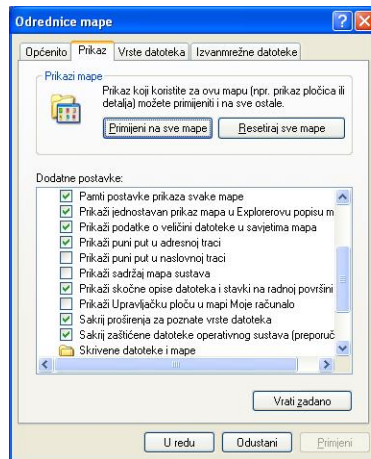 Odrednice mape
Općenito Prikaz Vrste datoteka Izvanmrežne datoteke
Prikazi mape
Prikaz koji koristite za ovu mapu (npr. prikaz pločica ili
detalja) možete primijeniti i na sve ostale.
Primijeni na sve mape Resetiraj sve mape
Dodatne postavke:
Pamti postavke prikaza svake mape
Prikaži jednostavan prikaz mapa u Explorerovu popisu m
Prikaži podatke o veličini datoteke u savjetima mapa
Prikaži puni put u adresnoj traci
Prikaži puni put u naslovnoj traci
Prikaži sadržaj mapa sustava
Prikaži skočne opise datoteka i stavki na radnoj površini
Prikaži Upravljačku ploču u mapi Moje računalo
Sakrij proširenja za poznate vrste datoteka
Sakrij zaštićene datoteke operativnog sustava (preporuč
Skrivene datoteke i mape
Vrati zadano
U redu Odustani Primijeni